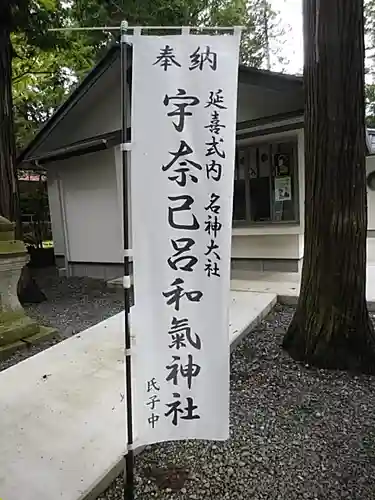 奉納
延喜式内 名神大社
宇奈己呂和氣神社
氏子中